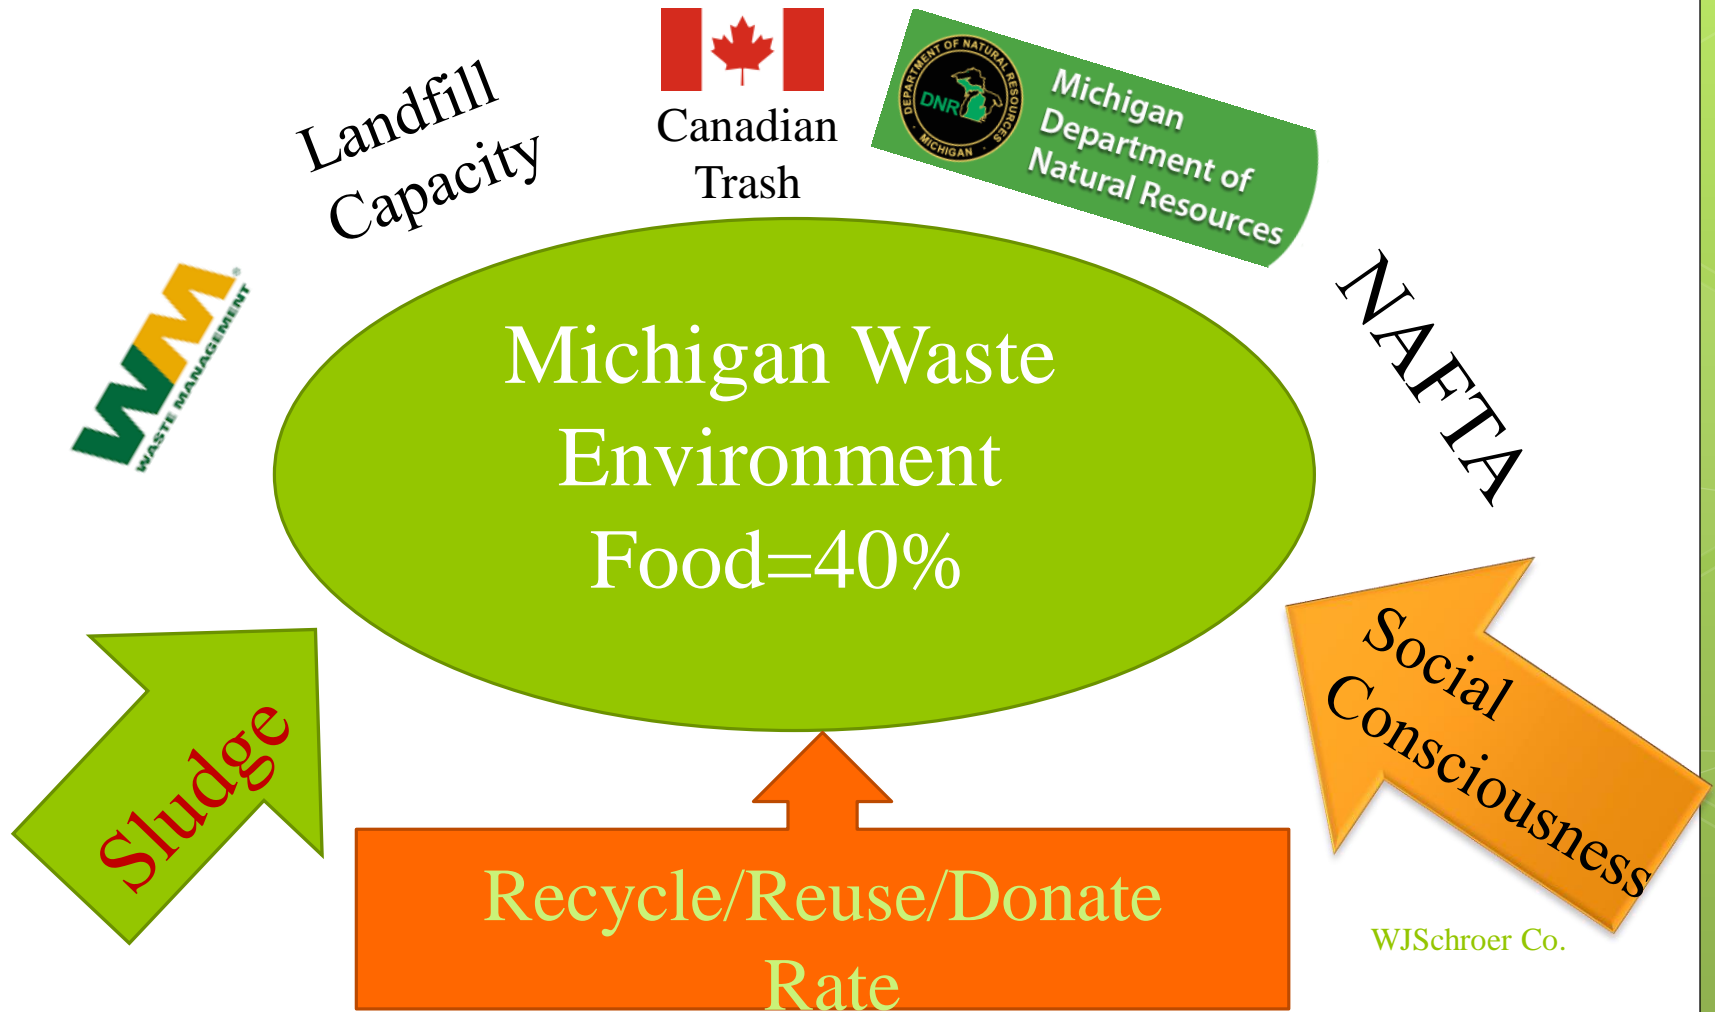 Landfill
Capacity
Canadian
Trash
DEPARTMENT OF NATURAL RESOURCES
DNR
MICHIGAN
Michigan
Department of
Natural Resources
WM
®
WASTE MANAGEMENT
NAFTA
Michigan Waste
Environment
Food=40%
Sludge
Social
Consciousness
Recycle/Reuse/Donate
Rate
WJSchroer Co.